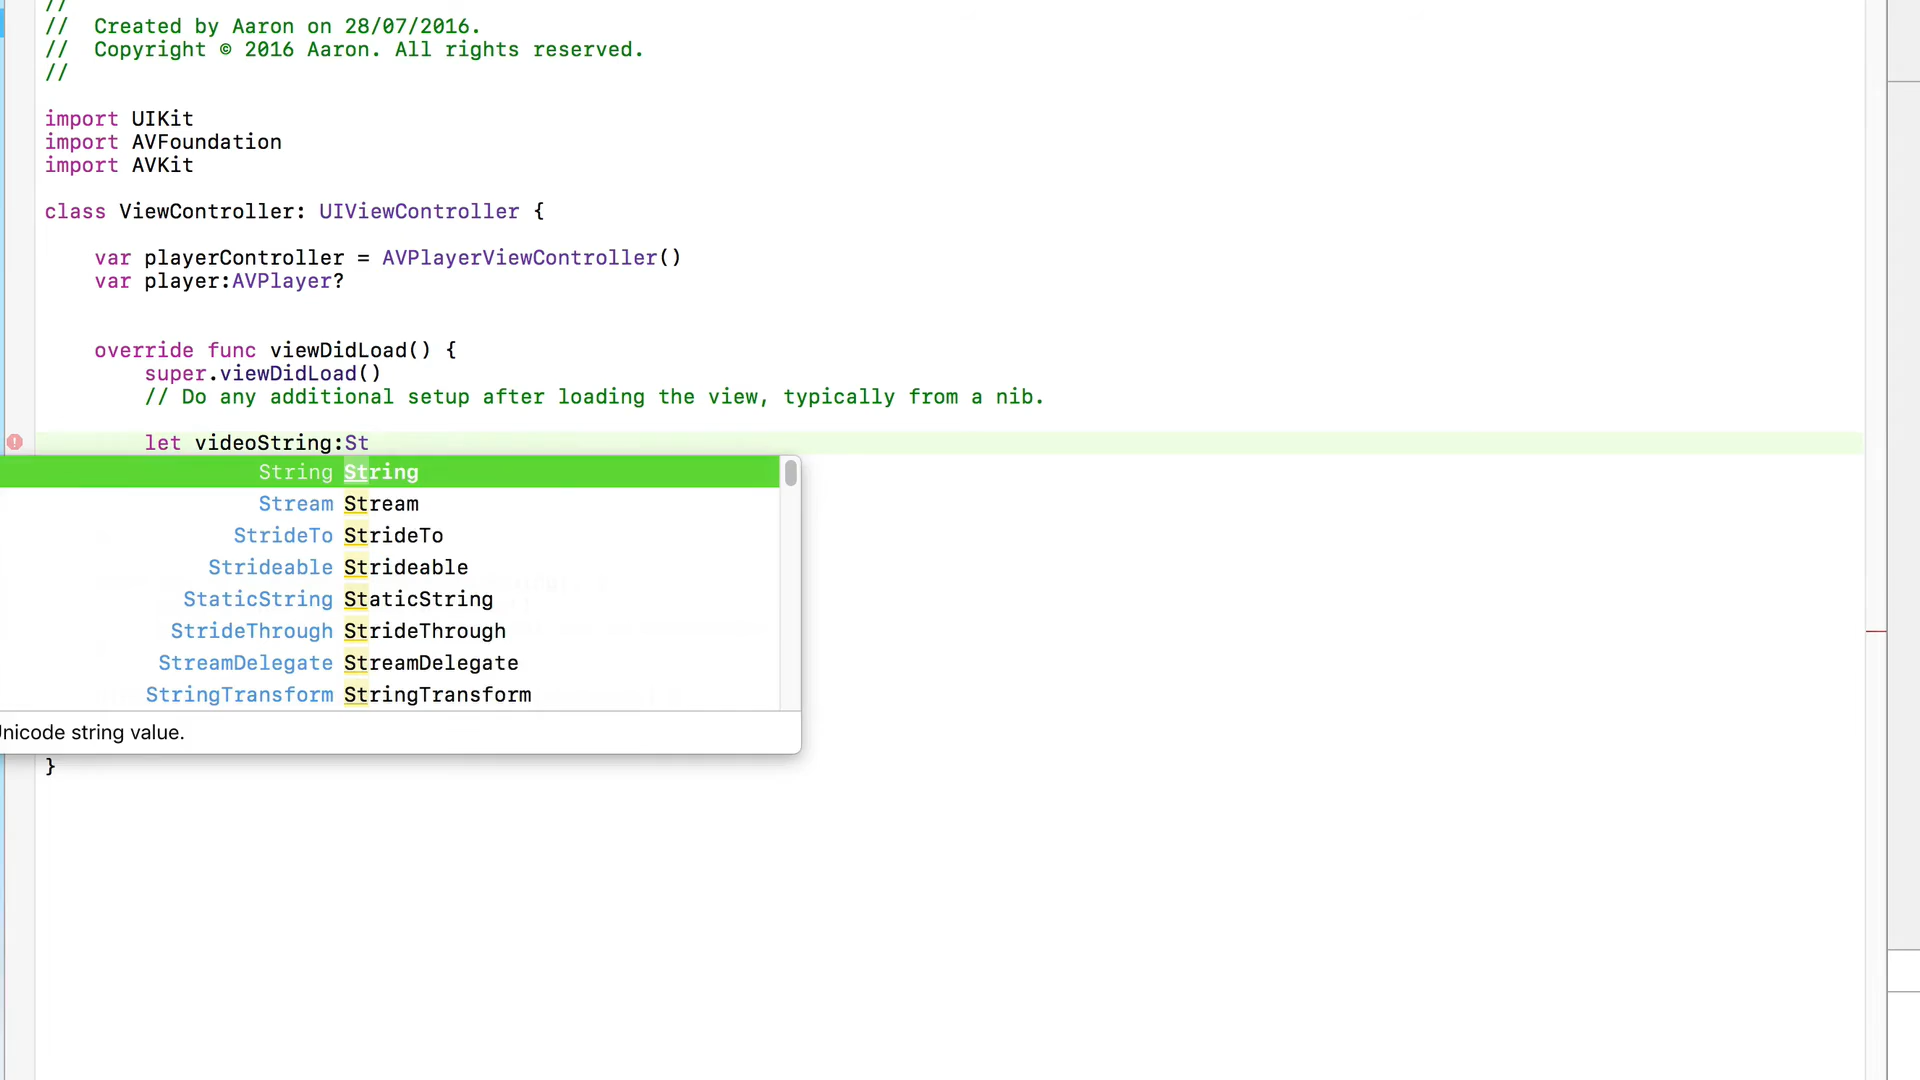 //
// Created by Aaron on 28/07/2016.
// Copyright © 2016 Aaron. All rights reserved.
//
import UIKit
import AVFoundation
import AVKit
class ViewController: UIViewController {
var playerController = AVPlayerViewController()
var player:AVPlayer?
override func viewDidLoad() {
super.viewDidLoad()
// Do any additional setup after loading the view, typically from a nib.
let videoString:St
String String
Stream Stream
StrideTo StrideTo
Strideable Strideable
StaticString StaticString
StrideThrough StrideThrough
StreamDelegate StreamDelegate
StringTransform StringTransform
Unicode string value.
}